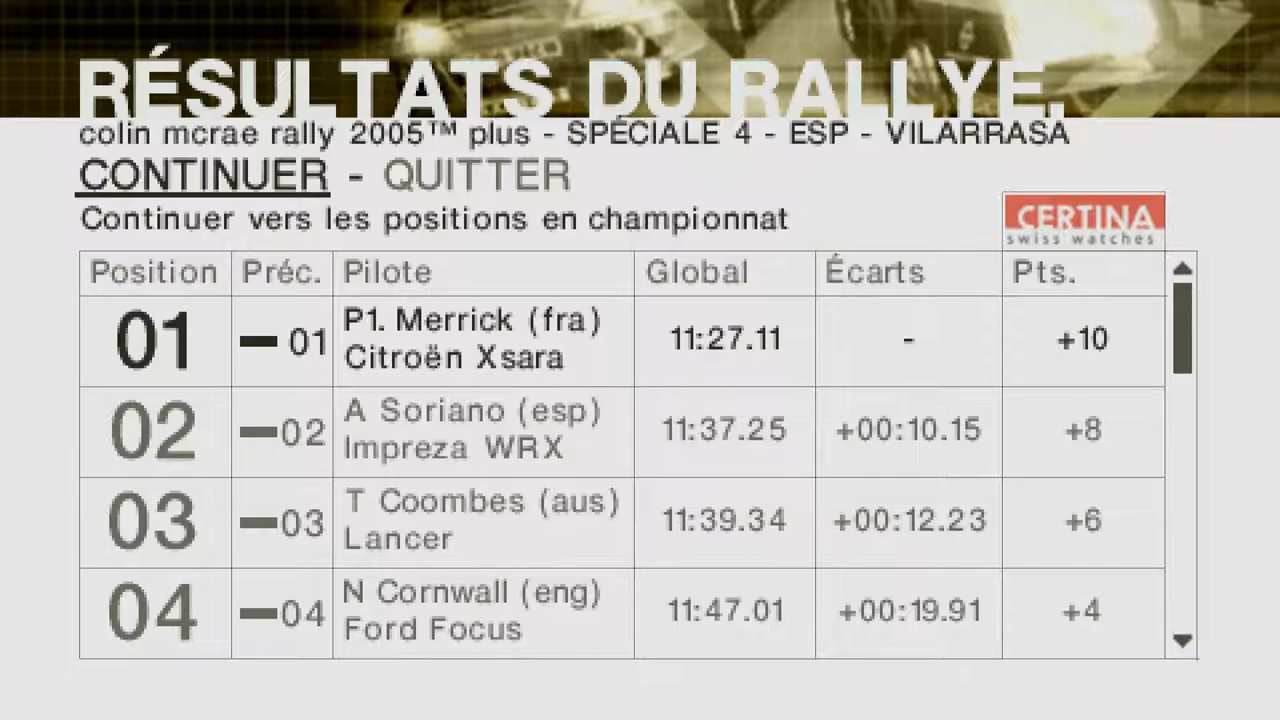 RÉSULTATS DU RALLYE.
colin mcrae rally 2005™ plus - SPÉCIALE 4 - ESP - VILARRASA
CONTINUER - QUITTER
Continuer vers les positions en championnat
CERTINA
swiss watches
Position Préc. Pilote Global Écarts Pts.
01 01 P1. Merrick (fra) 11:27.11 - +10
Citroën Xsara
02 02 A Soriano (esp) 11:37.25 +00:10.15 +8
Impreza WRX
03 03 T Coombes (aus) 11:39.34 +00:12.23 +6
Lancer
04 04 N Cornwall (eng) 11:47.01 +00:19.91 +4
Ford Focus